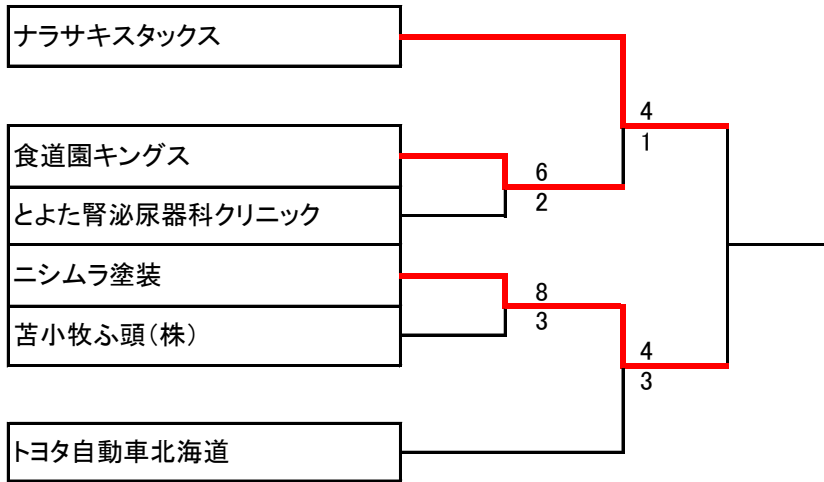 ナラサキスタックス
4
1
食道園キングス
6
2
とよた腎泌尿器科クリニック
ニシムラ塗装
8
3
苫小牧ふ頭(株)
4
3
トヨタ自動車北海道